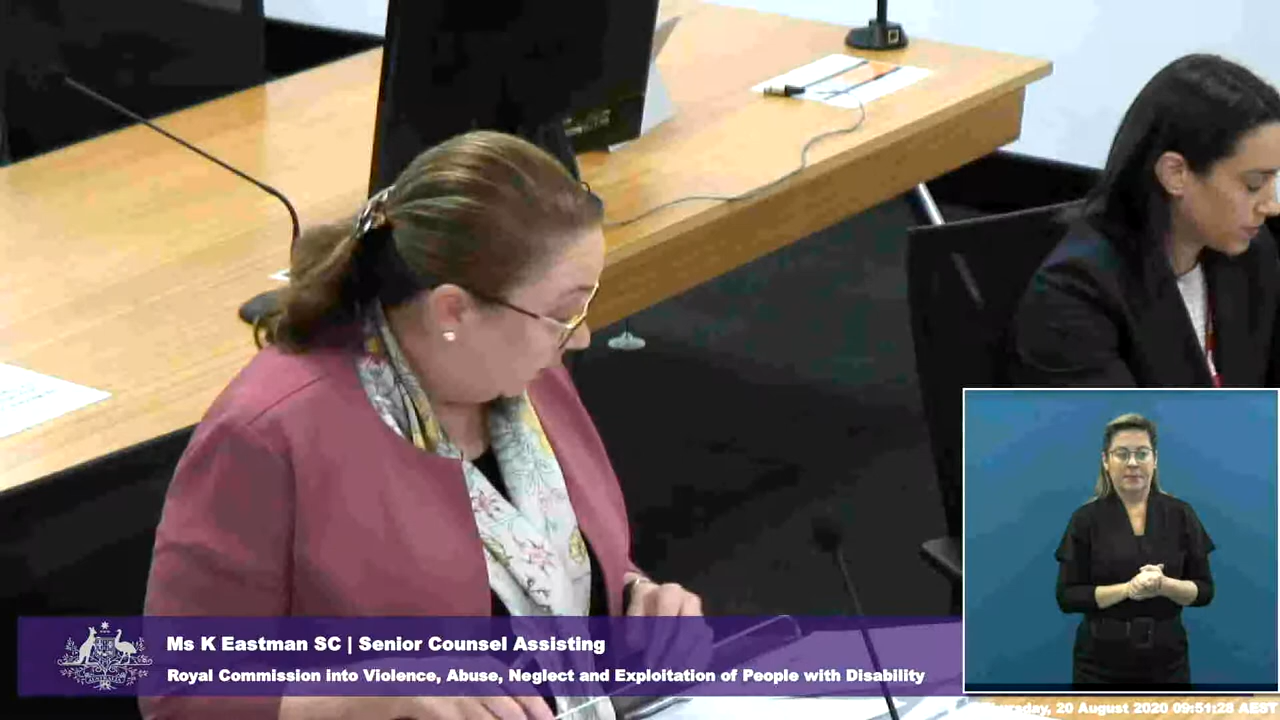 Ms K Eastman SC | Senior Counsel Assisting
Royal Commission into Violence, Abuse, Neglect and Exploitation of People with Disability
Thursday, 20 August 2020 09:51:28 AEST